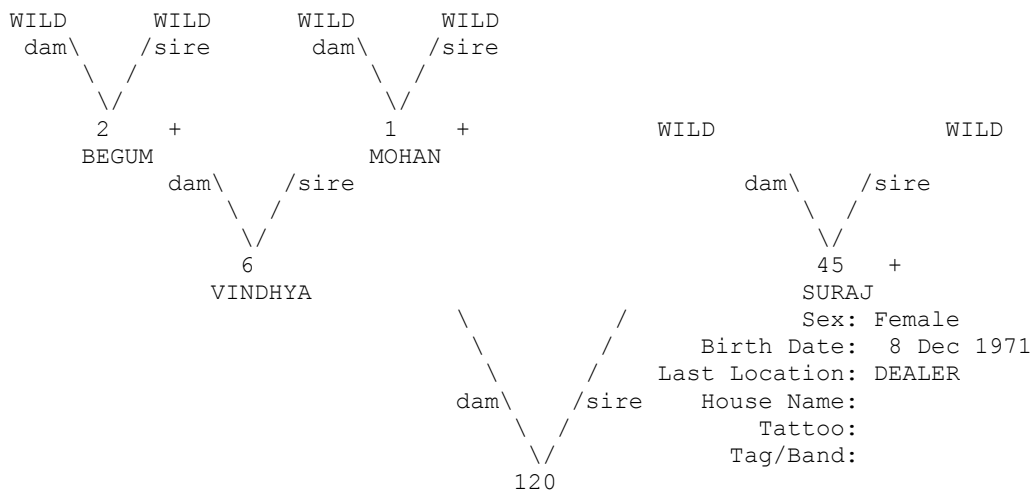 WILD WILD WILD WILD
dam\ /sire dam\ /sire
\ / \ /
\/ \/
2 + 1 + WILD WILD
BEGUM MOHAN
dam\ /sire dam\ /sire
\ / \ /
\/ \/
6 45 +
VINDHYA SURAJ
\ / Sex: Female
\ / Birth Date: 8 Dec 1971
\ / Last Location: DEALER
dam\ /sire House Name:
\ / Tattoo:
\/ Tag/Band:
120